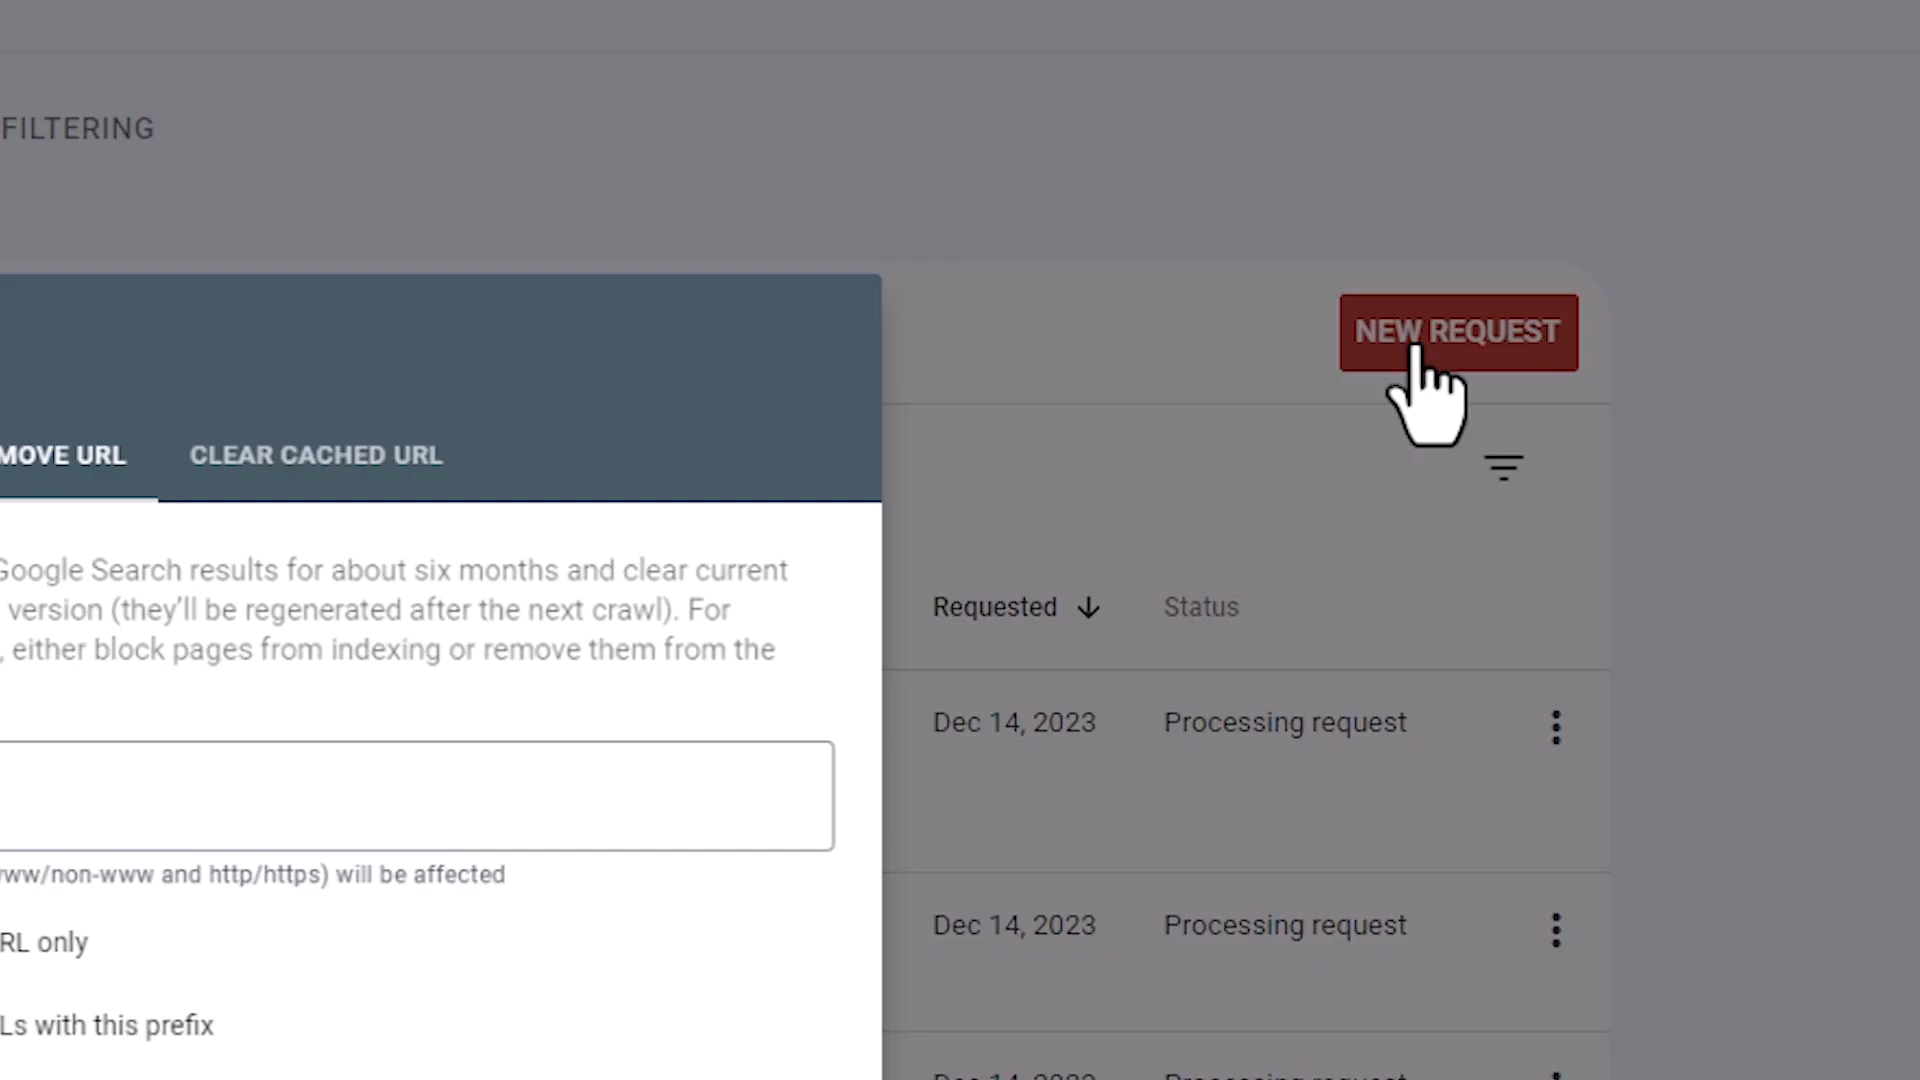 FILTERING
NEW REQUEST
MOVE URL
CLEAR CACHED URL
Google Search results for about six months and clear current
version (they'll be regenerated after the next crawl). For
, either block pages from indexing or remove them from the
www/non-www and http/https) will be affected
RL only
Ls with this prefix
Requested Status
Dec 14, 2023 Processing request
Dec 14, 2023 Processing request